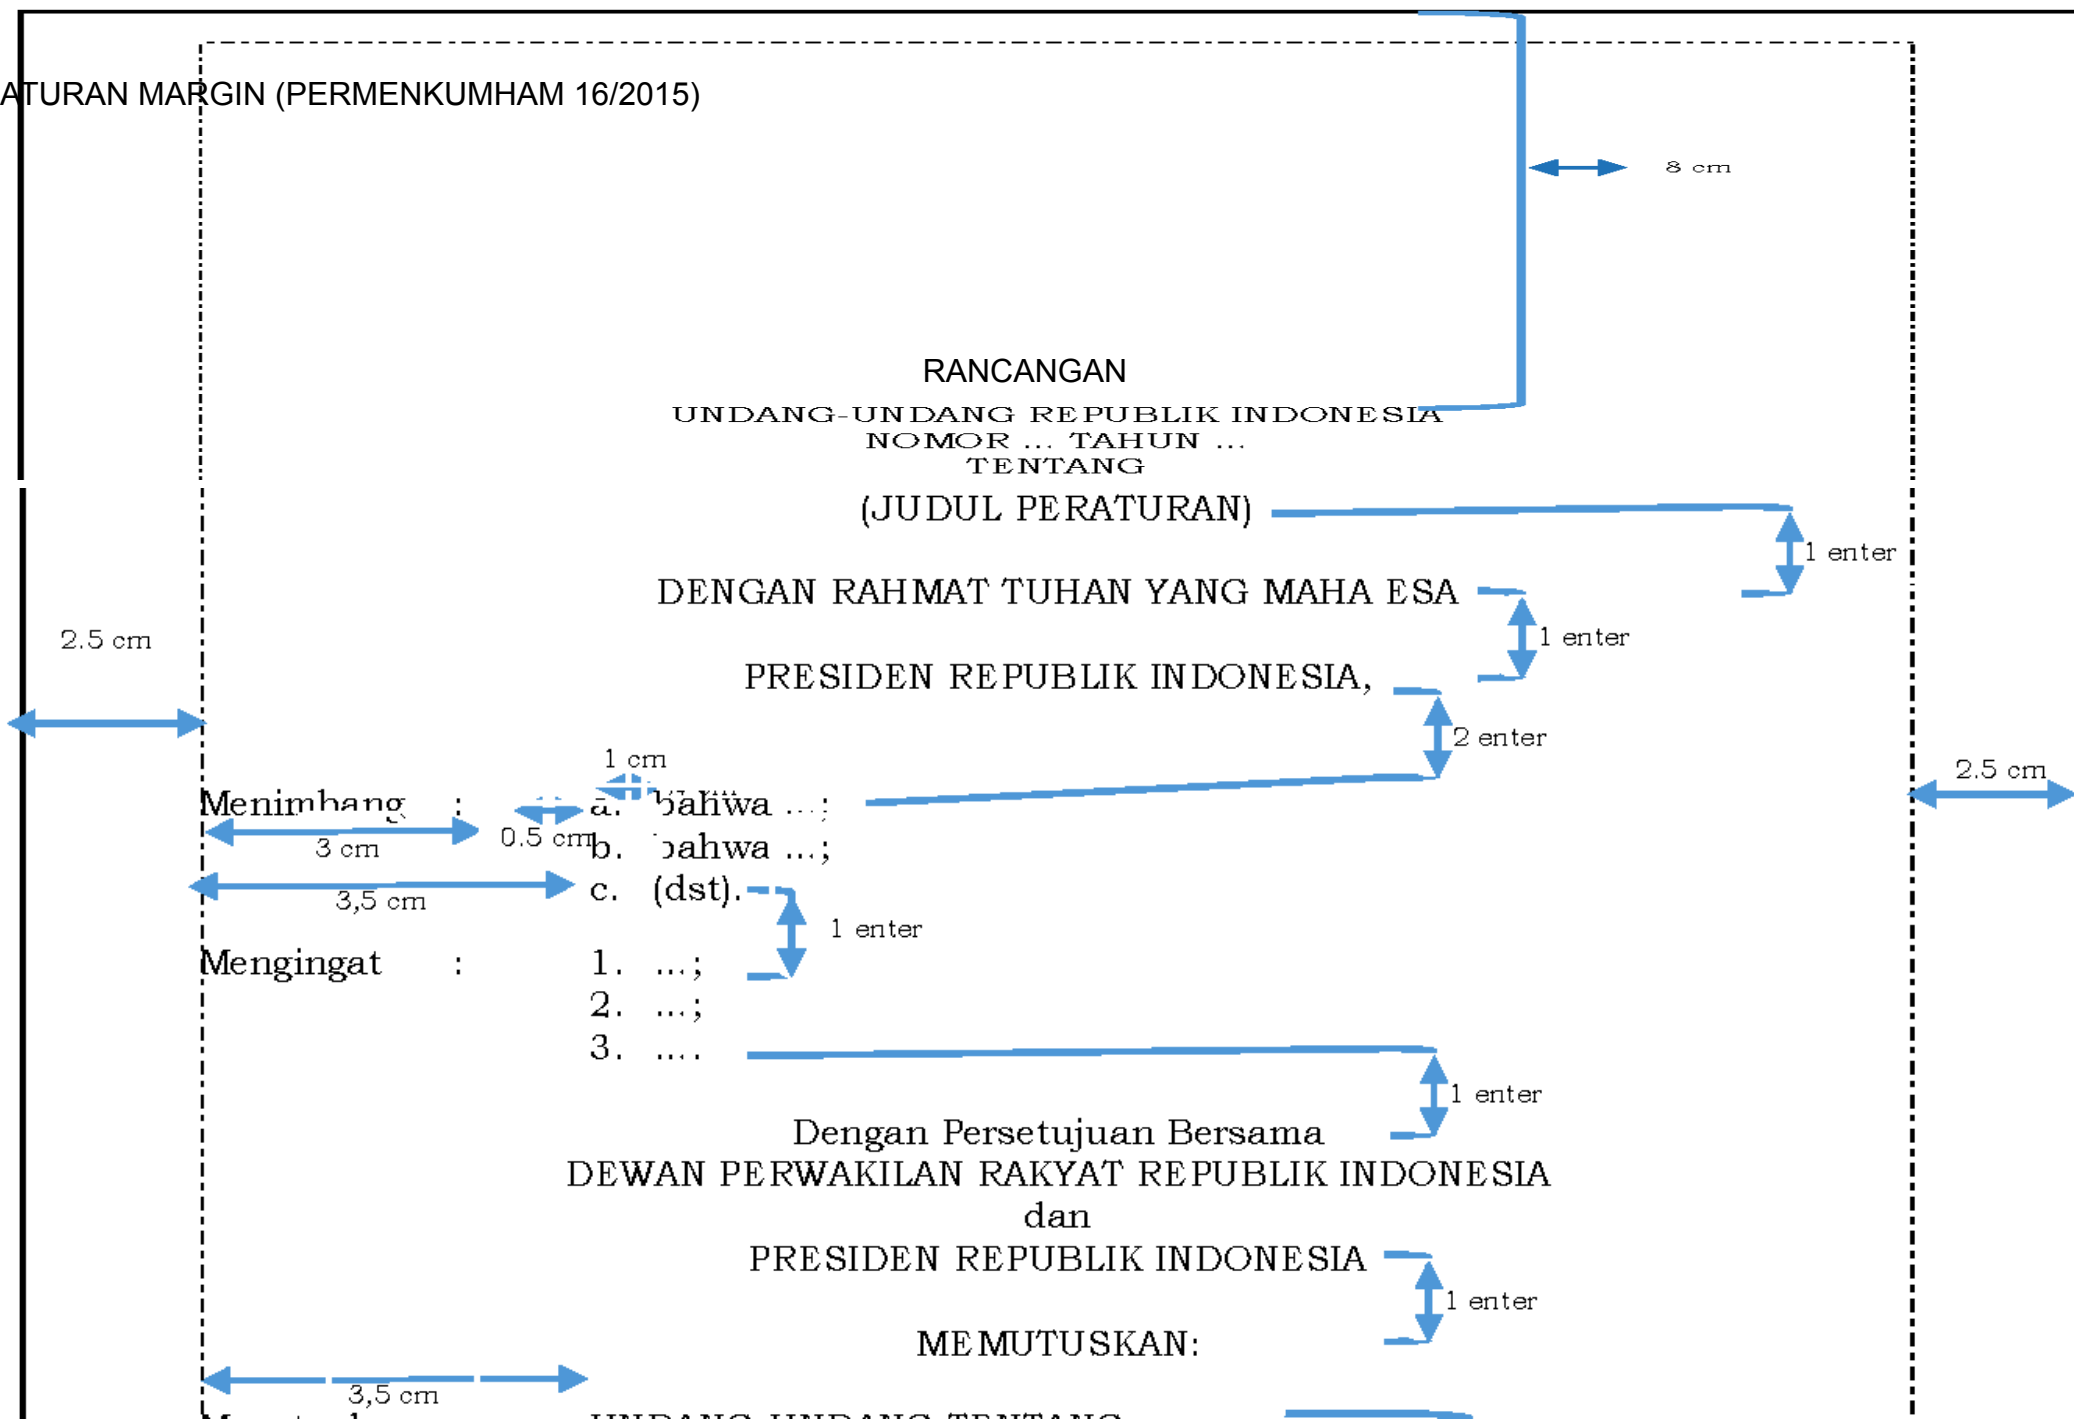 ATURAN MARGIN (PERMENKUMHAM 16/2015)
8 cm
RANCANGAN
UNDANG-UNDANG REPUBLIK INDONESIA
NOMOR ... TAHUN ...
TENTANG
(JUDUL PERATURAN)
1 enter
DENGAN RAHMAT TUHAN YANG MAHA ESA
2.5 cm
1 enter
PRESIDEN REPUBLIK INDONESIA,
2 enter
1 cm
2.5 cm
Menimbang : a. bahwa ...;
3 cm
0.5 cm
b. bahwa ...;
3,5 cm
c. (dst).
1 enter
Mengingat : 1. ...;
2. ...;
3. ....
1 enter
Dengan Persetujuan Bersama
DEWAN PERWAKILAN RAKYAT REPUBLIK INDONESIA
dan
PRESIDEN REPUBLIK INDONESIA
1 enter
MEMUTUSKAN:
3,5 cm
UNDANG-UNDANG TENTANG